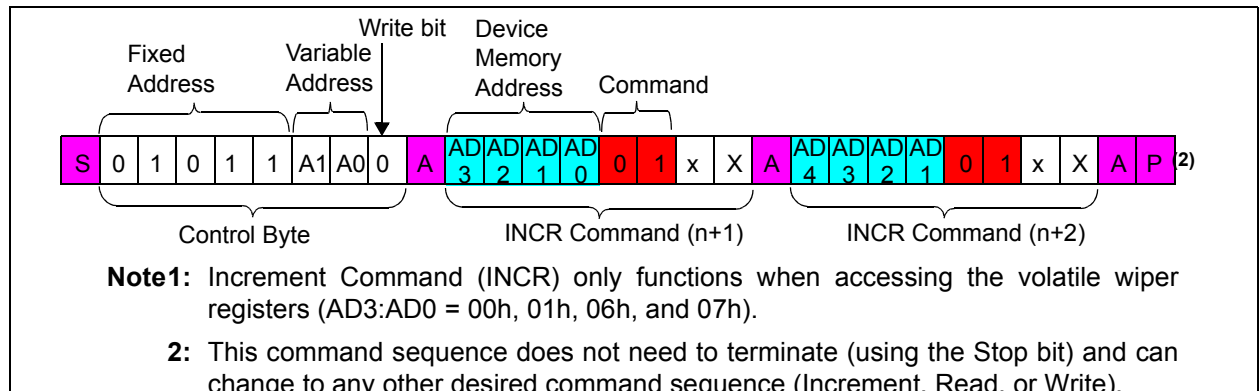 Write bit
Fixed Address
Variable Address
Device Memory Address
Command
S 0 1 0 1 1 A1 A0 0 A AD3 AD2 AD1 AD0 0 1 x X A AD4 AD3 AD2 AD1 0 1 x X A P (2)
Control Byte
INCR Command (n+1)
INCR Command (n+2)
Note1: Increment Command (INCR) only functions when accessing the volatile wiper
registers (AD3:AD0 = 00h, 01h, 06h, and 07h).
2: This command sequence does not need to terminate (using the Stop bit) and can
change to any other desired command sequence (Increment, Read, or Write).